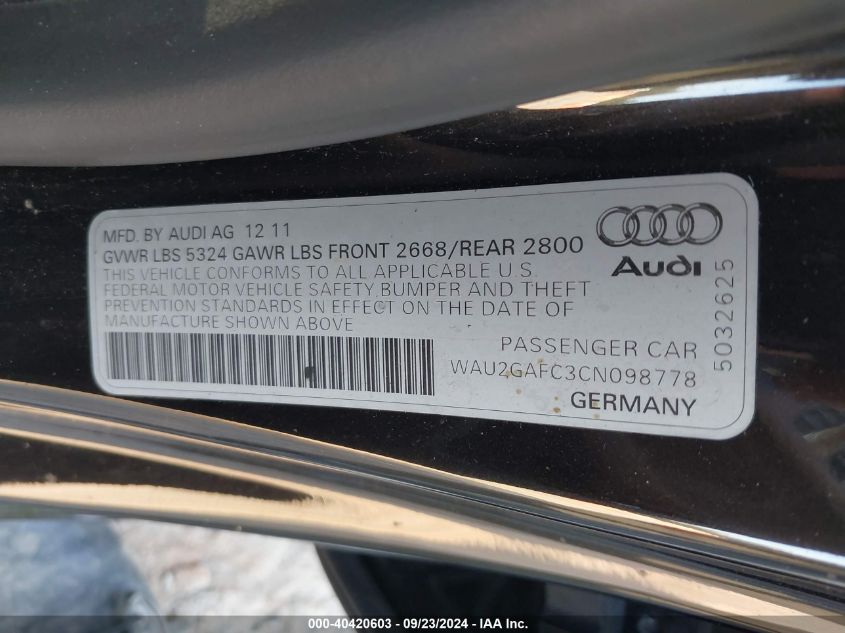 MFD. BY AUDI AG 12 11
GVWR LBS 5324 GAWR LBS FRONT 2668/REAR 2800
THIS VEHICLE CONFORMS TO ALL APPLICABLE U.S.
FEDERAL MOTOR VEHICLE SAFETY, BUMPER AND THEFT
PREVENTION STANDARDS IN EFFECT ON THE DATE OF
MANUFACTURE SHOWN ABOVE
Audi
5032625
PASSENGER CAR
WAU2GAFC3CN098778
GERMANY
000-40420603 - 09/23/2024 - IAA Inc.